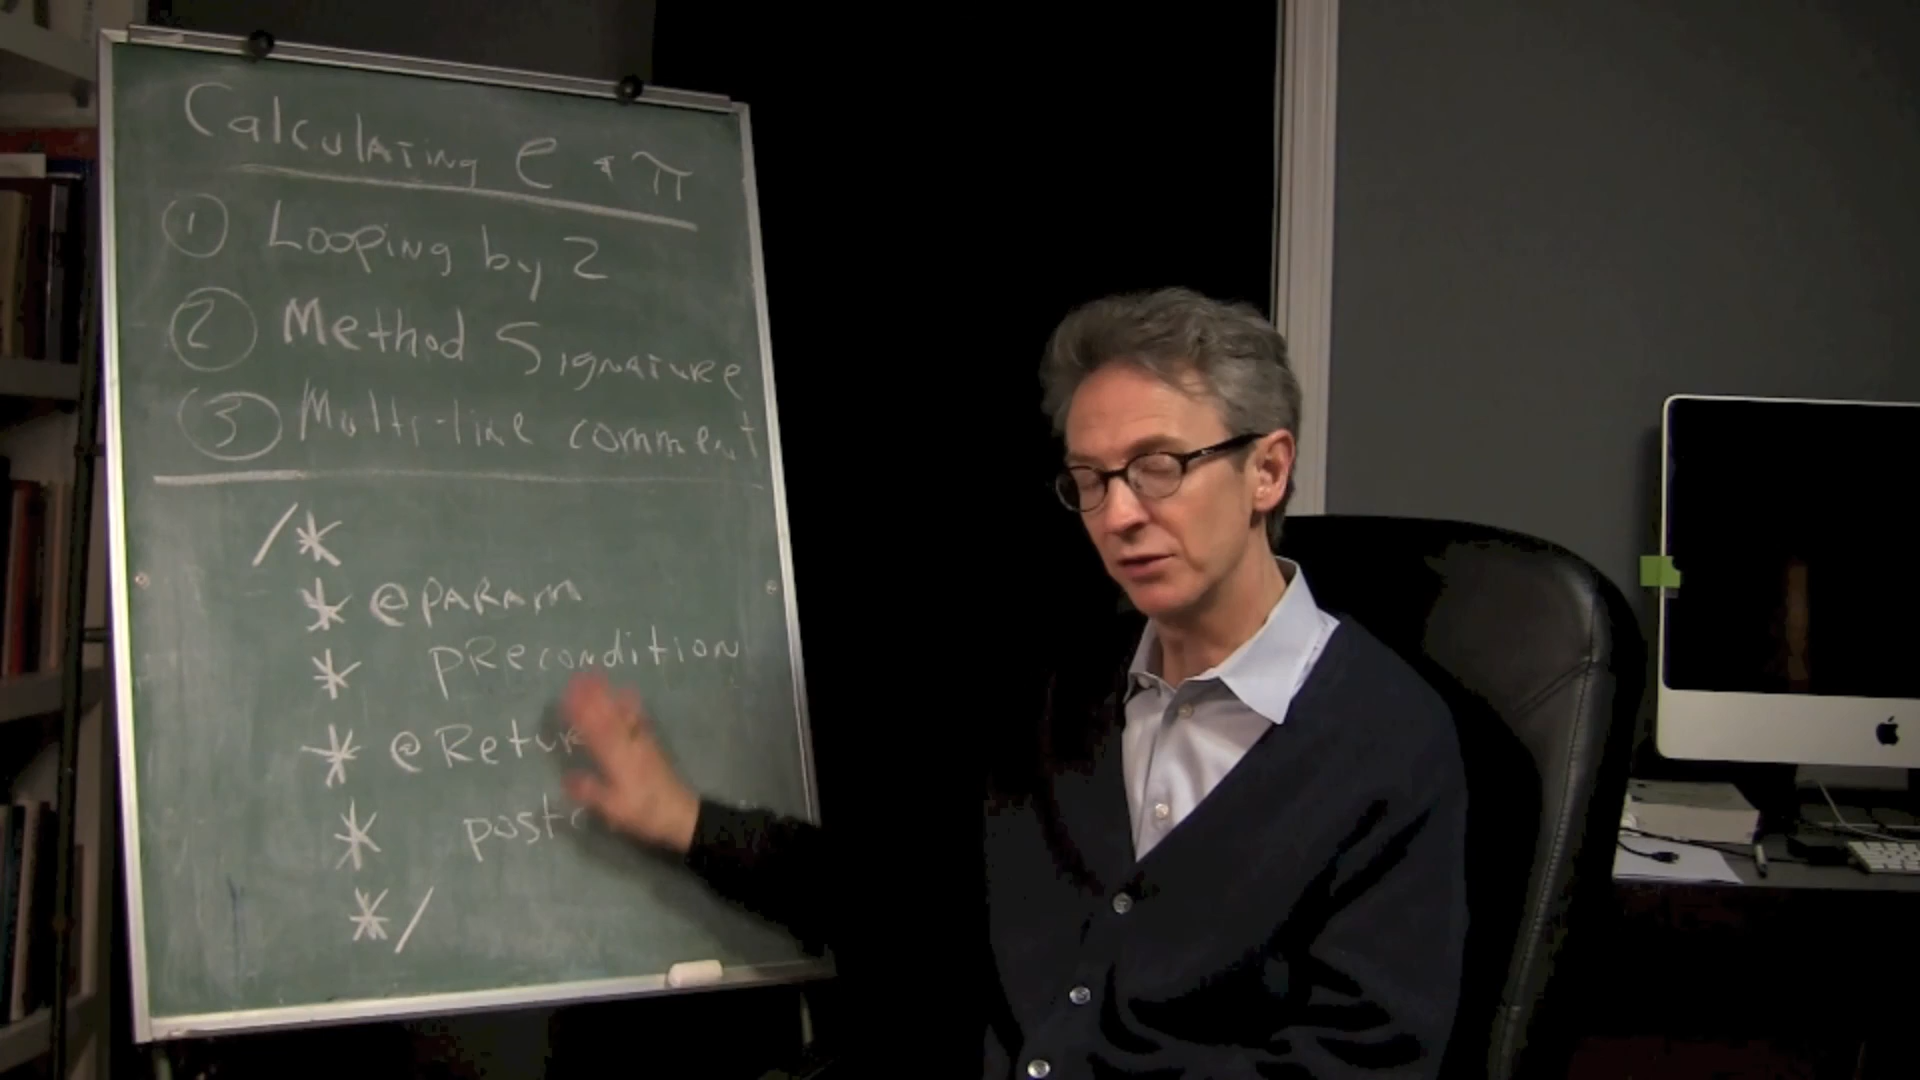 Calculating e & π
① Looping by 2
② Method Signature
③ Multi-line comment
/*
* @param
* precondition
* @Retur
* post
*/